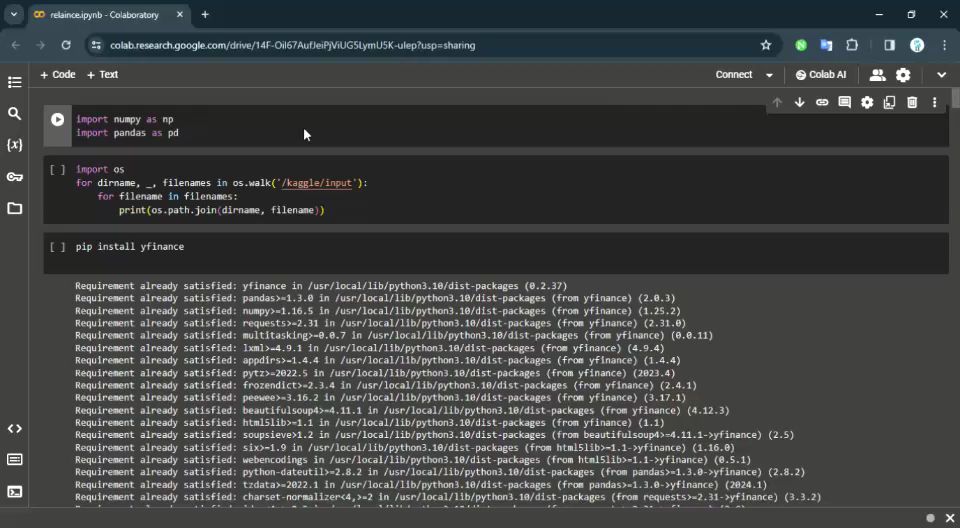 relaince.ipynb - Colaboratory
colab.research.google.com/drive/14F-Oil67AufJeiPjViUG5LymU5K-ulep?usp=sharing
+ Code + Text
Connect
Colab AI
import numpy as np
import pandas as pd
[ ] import os
for dirname, _, filenames in os.walk('/kaggle/input'):
for filename in filenames:
print(os.path.join(dirname, filename))
[ ] pip install yfinance
Requirement already satisfied: yfinance in /usr/local/lib/python3.10/dist-packages (0.2.37)
Requirement already satisfied: pandas>=1.3.0 in /usr/local/lib/python3.10/dist-packages (from yfinance) (2.0.3)
Requirement already satisfied: numpy>=1.16.5 in /usr/local/lib/python3.10/dist-packages (from yfinance) (1.25.2)
Requirement already satisfied: requests>=2.31 in /usr/local/lib/python3.10/dist-packages (from yfinance) (2.31.0)
Requirement already satisfied: multitasking>=0.0.7 in /usr/local/lib/python3.10/dist-packages (from yfinance) (0.0.11)
Requirement already satisfied: lxml>=4.9.1 in /usr/local/lib/python3.10/dist-packages (from yfinance) (4.9.4)
Requirement already satisfied: appdirs>=1.4.4 in /usr/local/lib/python3.10/dist-packages (from yfinance) (1.4.4)
Requirement already satisfied: pytz>=2022.5 in /usr/local/lib/python3.10/dist-packages (from yfinance) (2023.4)
Requirement already satisfied: frozendict>=2.3.4 in /usr/local/lib/python3.10/dist-packages (from yfinance) (2.4.1)
Requirement already satisfied: peewee>=3.16.2 in /usr/local/lib/python3.10/dist-packages (from yfinance) (3.17.1)
Requirement already satisfied: beautifulsoup4>=4.11.1 in /usr/local/lib/python3.10/dist-packages (from yfinance) (4.12.3)
Requirement already satisfied: html5lib>=1.1 in /usr/local/lib/python3.10/dist-packages (from yfinance) (1.1)
Requirement already satisfied: soupsieve>1.2 in /usr/local/lib/python3.10/dist-packages (from beautifulsoup4>=4.11.1->yfinance) (2.5)
Requirement already satisfied: six>=1.9 in /usr/local/lib/python3.10/dist-packages (from html5lib>=1.1->yfinance) (1.16.0)
Requirement already satisfied: webencodings in /usr/local/lib/python3.10/dist-packages (from html5lib>=1.1->yfinance) (0.5.1)
Requirement already satisfied: python-dateutil>=2.8.2 in /usr/local/lib/python3.10/dist-packages (from pandas>=1.3.0->yfinance) (2.8.2)
Requirement already satisfied: tzdata>=2022.1 in /usr/local/lib/python3.10/dist-packages (from pandas>=1.3.0->yfinance) (2024.1)
Requirement already satisfied: charset-normalizer<4,>=2 in /usr/local/lib/python3.10/dist-packages (from requests>=2.31->yfinance) (3.3.2)